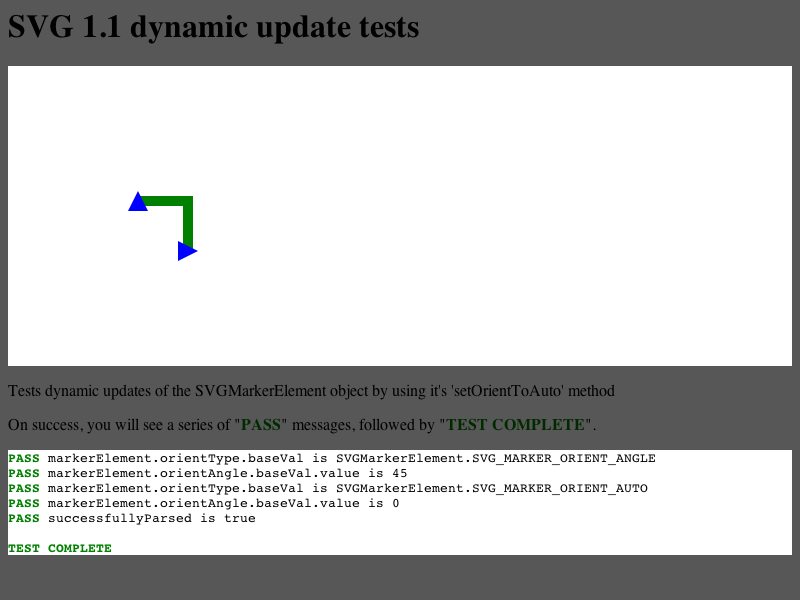 SVG 1.1 dynamic update tests
Tests dynamic updates of the SVGMarkerElement object by using it's 'setOrientToAuto' method
On success, you will see a series of "PASS" messages, followed by "TEST COMPLETE".
PASS markerElement.orientType.baseVal is SVGMarkerElement.SVG_MARKER_ORIENT_ANGLE
PASS markerElement.orientAngle.baseVal.value is 45
PASS markerElement.orientType.baseVal is SVGMarkerElement.SVG_MARKER_ORIENT_AUTO
PASS markerElement.orientAngle.baseVal.value is 0
PASS successfullyParsed is true
TEST COMPLETE